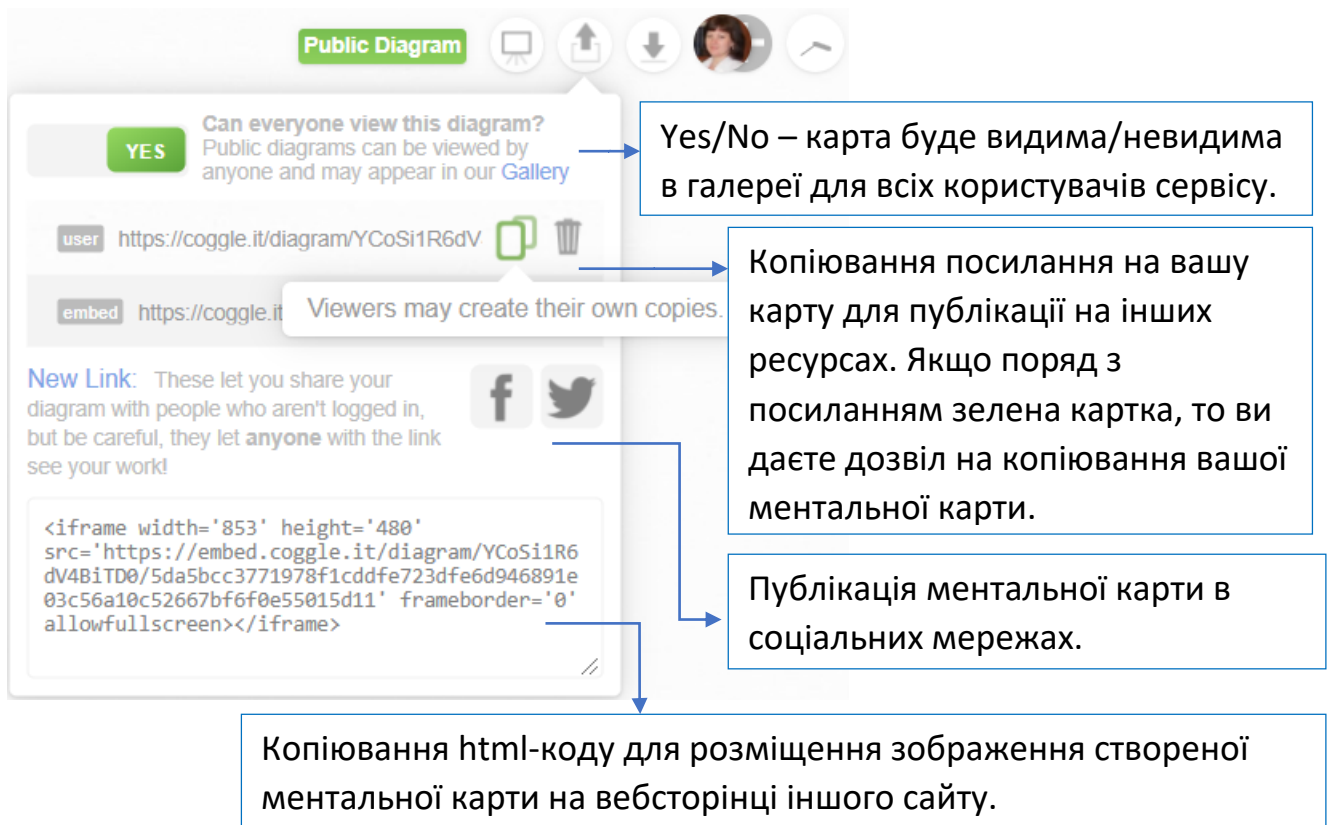 Public Diagram
Can everyone view this diagram?
YES
Public diagrams can be viewed by
anyone and may appear in our Gallery
Yes/No – карта буде видима/невидима
в галереї для всіх користувачів сервісу.
user https://coggle.it/diagram/YCoSi1R6dV
embed https://coggle.it
Viewers may create their own copies.
Копіювання посилання на вашу
карту для публікації на інших
ресурсах. Якщо поряд з
посиланням зелена картка, то ви
даєте дозвіл на копіювання вашої
ментальної карти.
New Link: These let you share your
diagram with people who aren't logged in,
but be careful, they let anyone with the link
see your work!
f
Публікація ментальної карти в
соціальних мережах.
<iframe width='853' height='480'
src='https://embed.coggle.it/diagram/YCoSi1R6
dV4BiTD0/5da5bcc3771978f1cddfe723dfe6d946891e
03c56a10c52667bf6f0e55015d11' frameborder='0'
allowfullscreen></iframe>
Копіювання html-коду для розміщення зображення створеної
ментальної карти на вебсторінці іншого сайту.